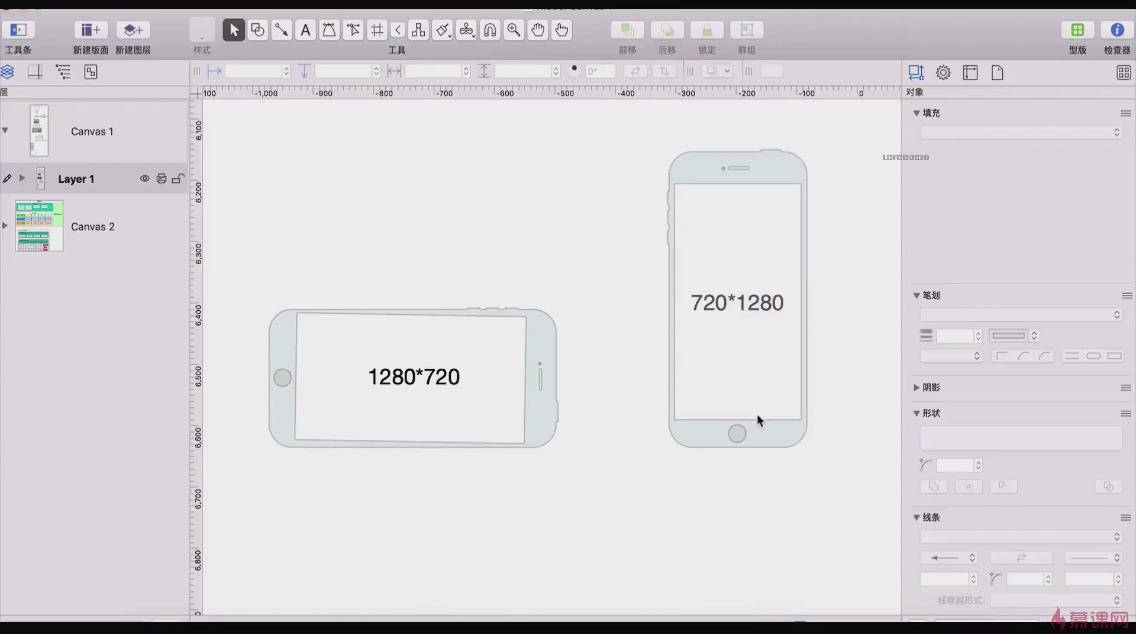 工具条
新建版面
新建图层
样式
工具
前移
后移
锁定
群组
型版
检查器
0°
层
对象
100
-1,000
-900
-800
-700
-600
-500
-400
-300
-200
-100
0
6,100
6,200
6,300
6,400
6,500
6,600
6,700
6,800
Canvas 1
Layer 1
Canvas 2
1280*720
720*1280
填充
笔划
阴影
形状
线条
线穿越形式:
慕课网